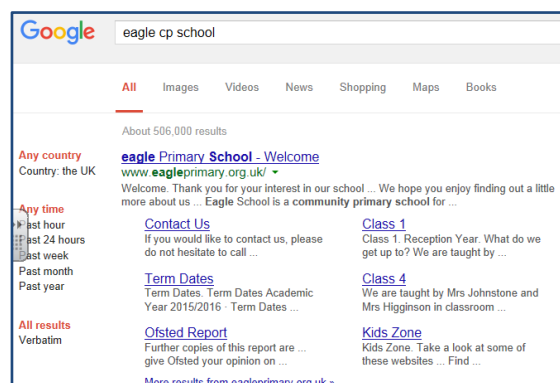 Google
eagle cp school
All Images Videos News Shopping Maps Books
About 506,000 results
Any country
Country: the UK
Any time
Past hour
Past 24 hours
Past week
Past month
Past year
All results
Verbatim
eagle Primary School - Welcome
www.eagleprimary.org.uk/
Welcome. Thank you for your interest in our school ... We hope you enjoy finding out a little
more about us ... Eagle School is a community primary school for ...
Contact Us
If you would like to contact us, please
do not hesitate to call ...
Class 1
Class 1. Reception Year. What do we
get up to? We are taught by ...
Term Dates
Term Dates. Term Dates Academic
Year 2015/2016 · Term Dates ...
Class 4
We are taught by Mrs Johnstone and
Mrs Higginson in classroom ...
Ofsted Report
Further copies of this report are ...
give Ofsted your opinion on ...
Kids Zone
Kids Zone. Take a look at some of
these websites ... Find ...
More results from eagleprimary.org.uk »